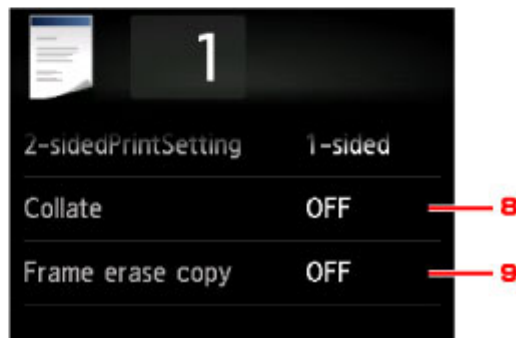 1
2-sidedPrintSetting 1-sided
Collate OFF 8
Frame erase copy OFF 9